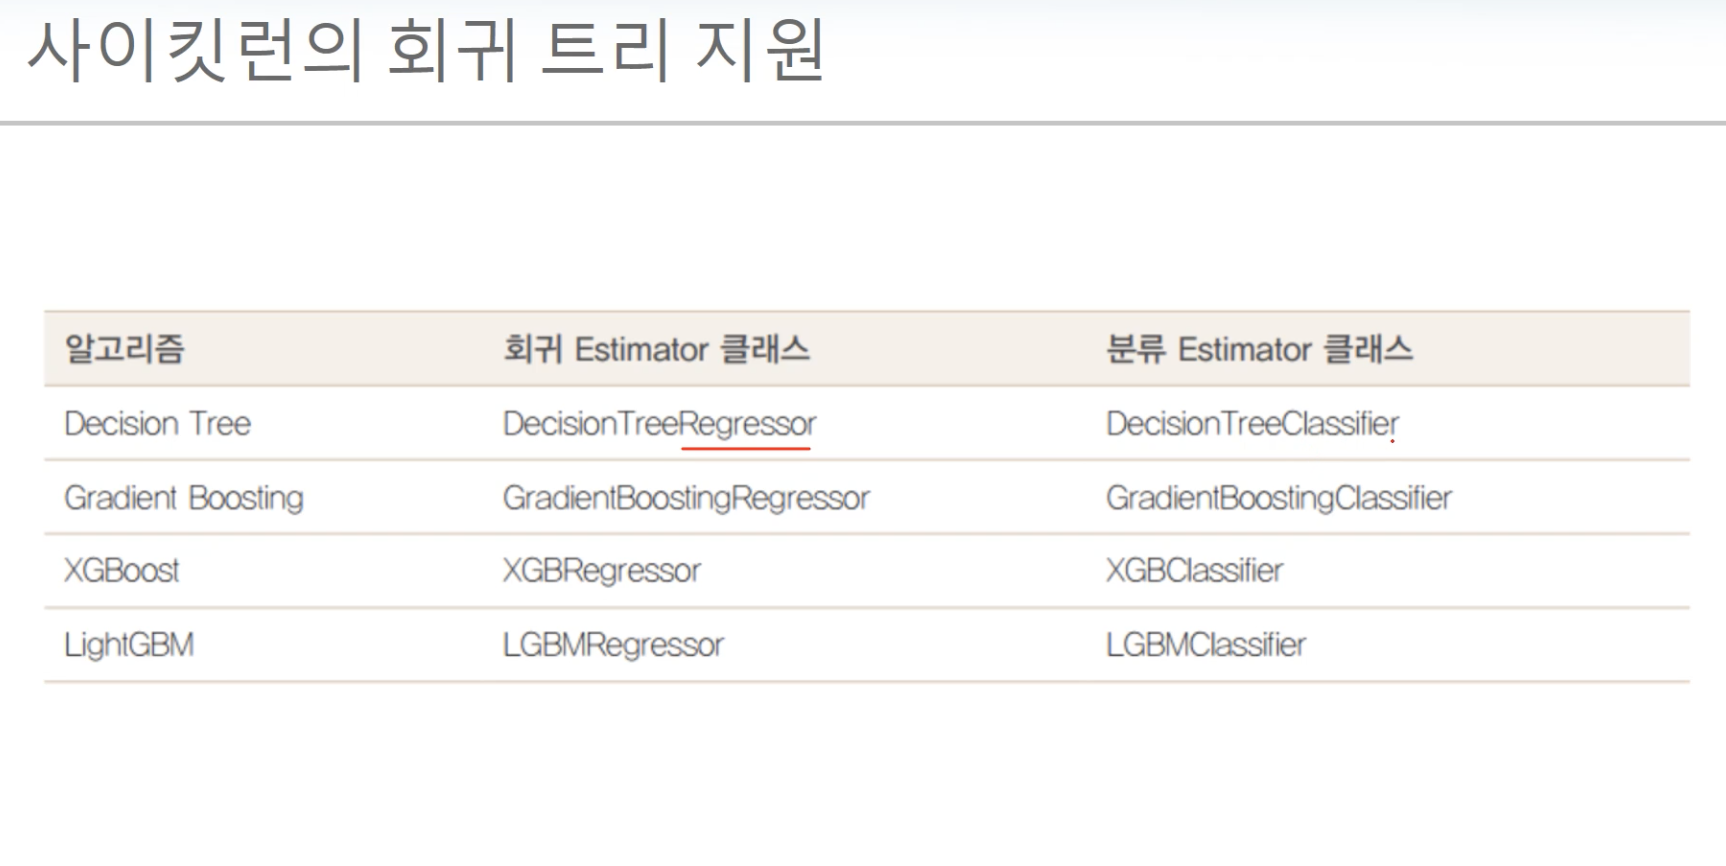 사이킷런의 회귀 트리 지원
알고리즘 회귀 Estimator 클래스 분류 Estimator 클래스
Decision Tree DecisionTreeRegressor DecisionTreeClassifier
Gradient Boosting GradientBoostingRegressor GradientBoostingClassifier
XGBoost XGBRegressor XGBClassifier
LightGBM LGBMRegressor LGBMClassifier